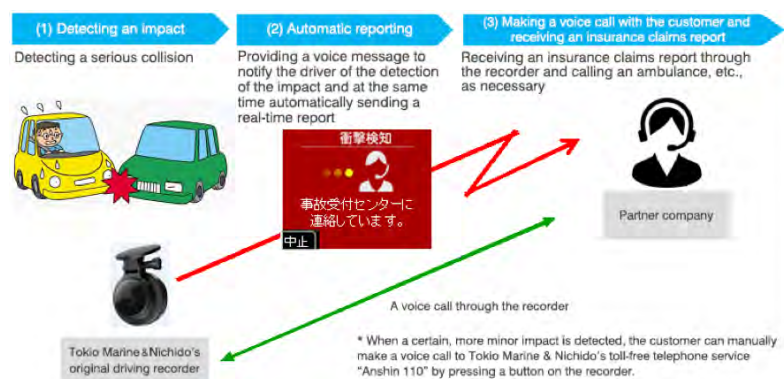 (1) Detecting an impact
(2) Automatic reporting
(3) Making a voice call with the customer and
receiving an insurance claims report
Detecting a serious collision
Providing a voice message to
notify the driver of the detection
of the impact and at the same
time automatically sending a
real-time report
Receiving an insurance claims report through
the recorder and calling an ambulance, etc.,
as necessary
衝撃検知
事故受付センターに
連絡しています。
中止
Partner company
A voice call through the recorder
Tokio Marine & Nichido's
original driving recorder
* When a certain, more minor impact is detected, the customer can manually
make a voice call to Tokio Marine & Nichido's toll-free telephone service
"Anshin 110" by pressing a button on the recorder.